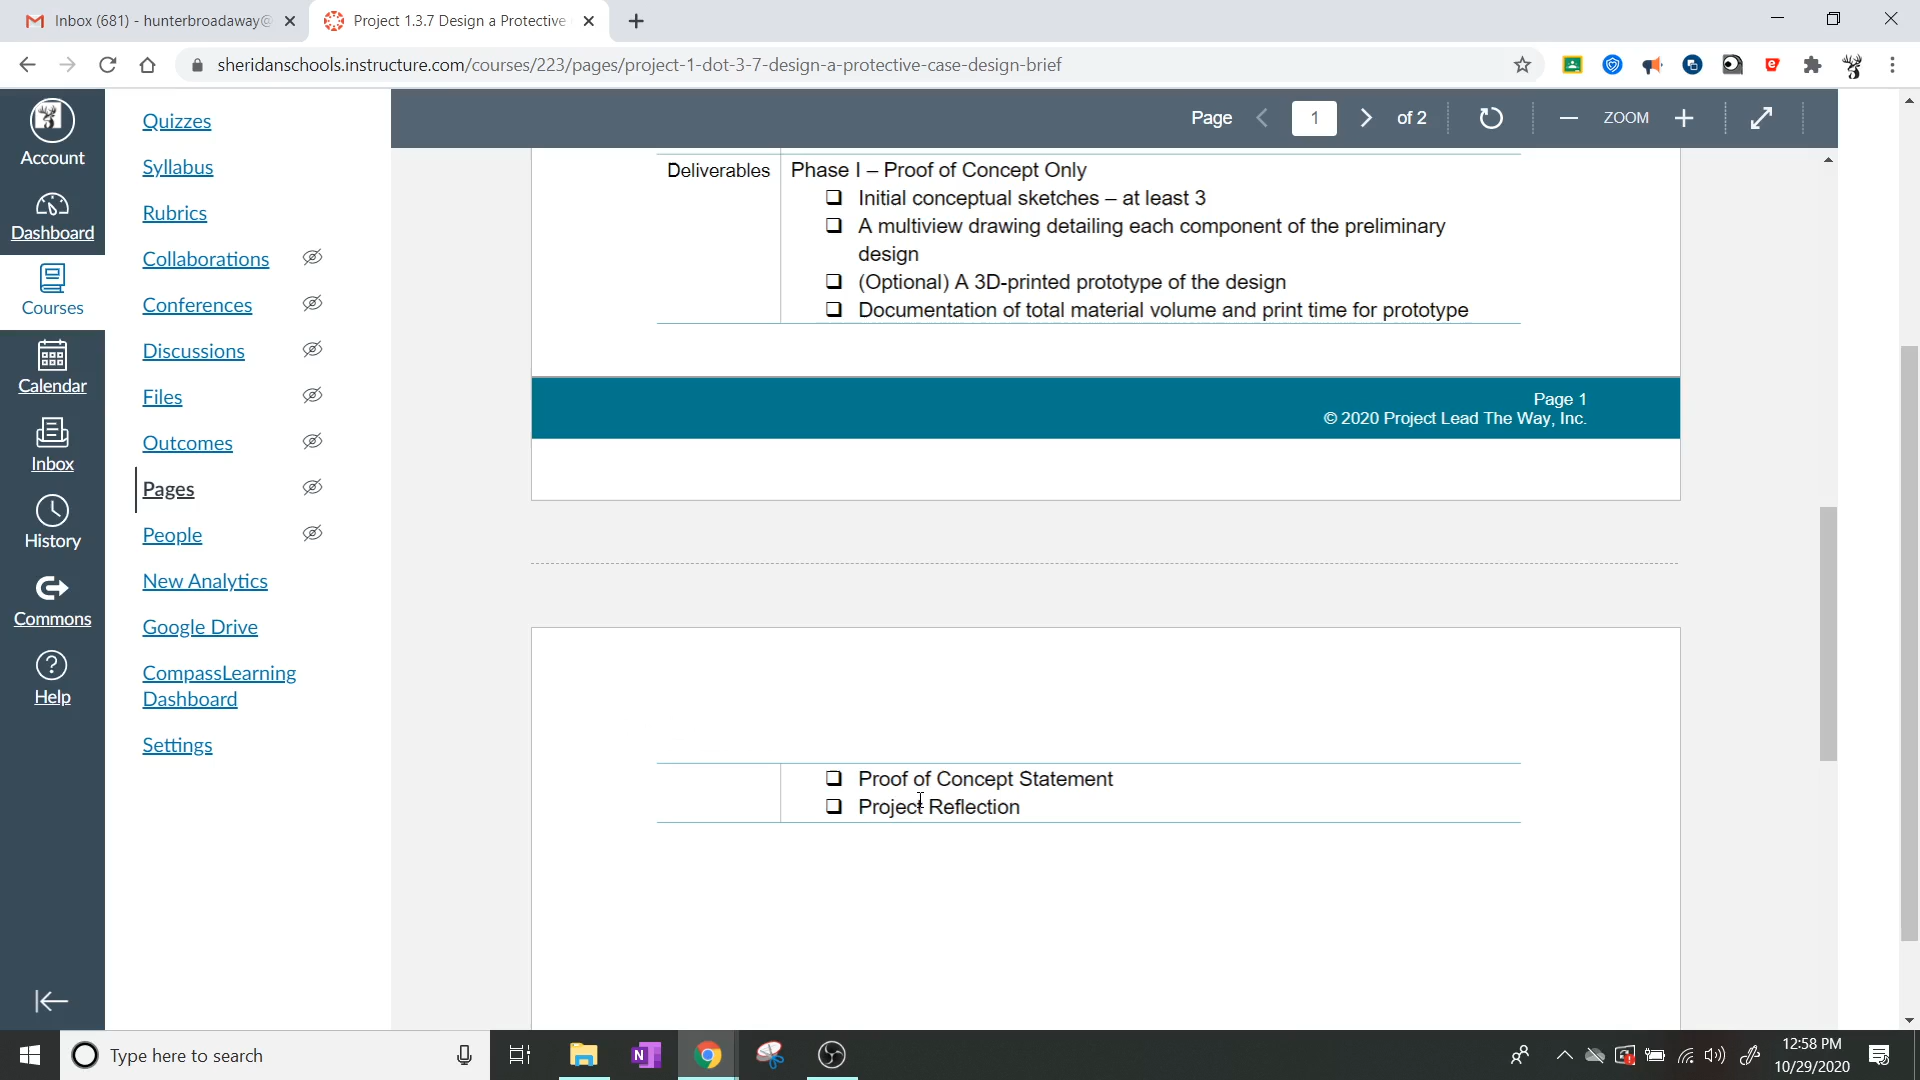 Inbox (681) - hunterbroadaway@
Project 1.3.7 Design a Protective
sheridanschools.instructure.com/courses/223/pages/project-1-dot-3-7-design-a-protective-case-design-brief
Account
Dashboard
Courses
Calendar
Inbox
History
Commons
Help
Quizzes
Syllabus
Rubrics
Collaborations
Conferences
Discussions
Files
Outcomes
Pages
People
New Analytics
Google Drive
CompassLearning
Dashboard
Settings
Page 1 of 2 ZOOM
Deliverables
Phase I – Proof of Concept Only
Initial conceptual sketches – at least 3
A multiview drawing detailing each component of the preliminary
design
(Optional) A 3D-printed prototype of the design
Documentation of total material volume and print time for prototype
Page 1
© 2020 Project Lead The Way, Inc.
Proof of Concept Statement
Project Reflection
Type here to search
12:58 PM
10/29/2020